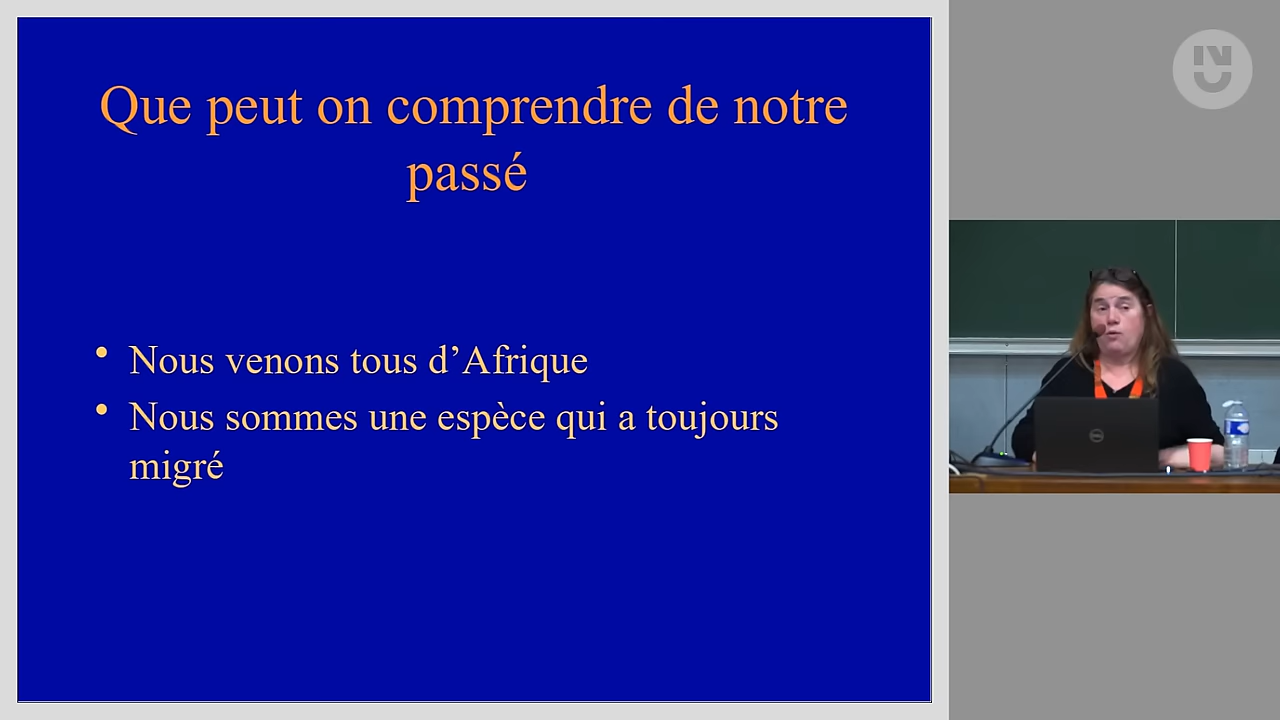 Que peut on comprendre de notre
passé
• Nous venons tous d’Afrique
• Nous sommes une espèce qui a toujours
migré